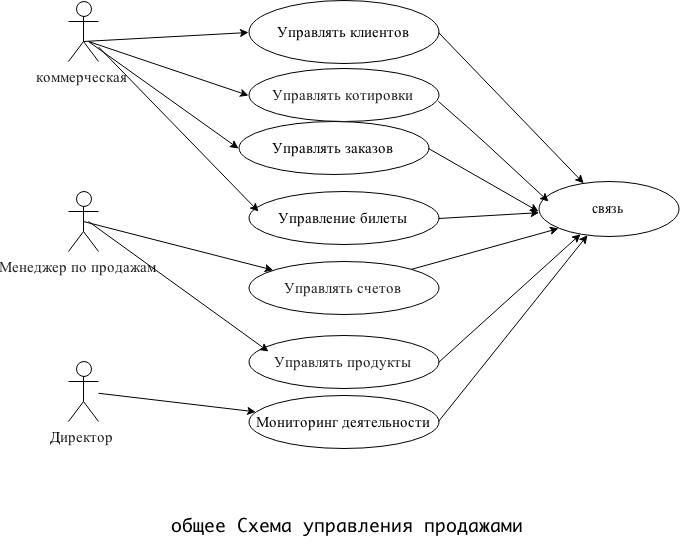 Управлять клиентов
коммерческая
Управлять котировки
Управлять заказов
связь
Управление билеты
Менеджер по продажам
Управлять счетов
Управлять продукты
Мониторинг деятельности
Директор
общее Схема управления продажами